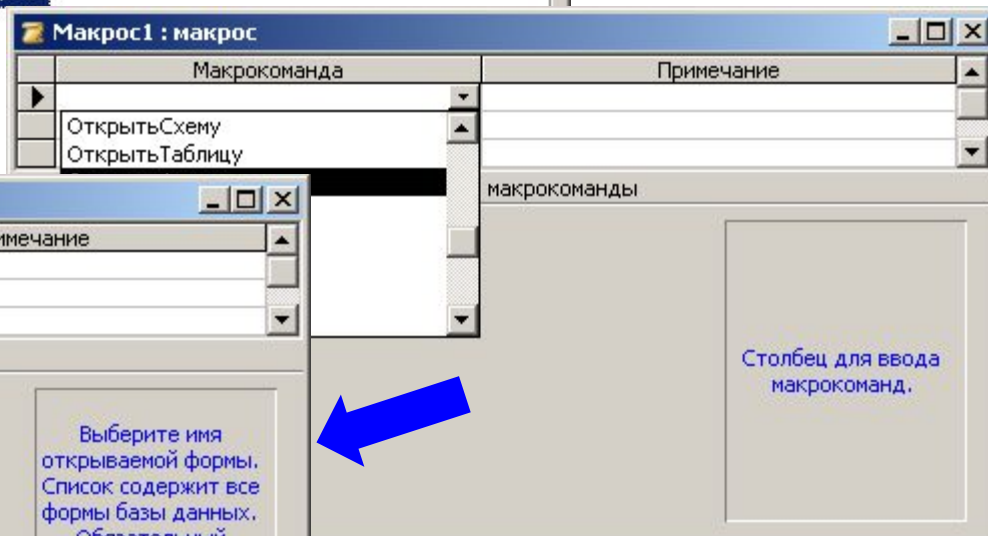 Макрос1 : макрос
Макрокоманда
Примечание
ОткрытьСхему
ОткрытьТаблицу
макрокоманды
Столбец для ввода
макрокоманд.
Выберите имя
открываемой формы.
Список содержит все
формы базы данных.